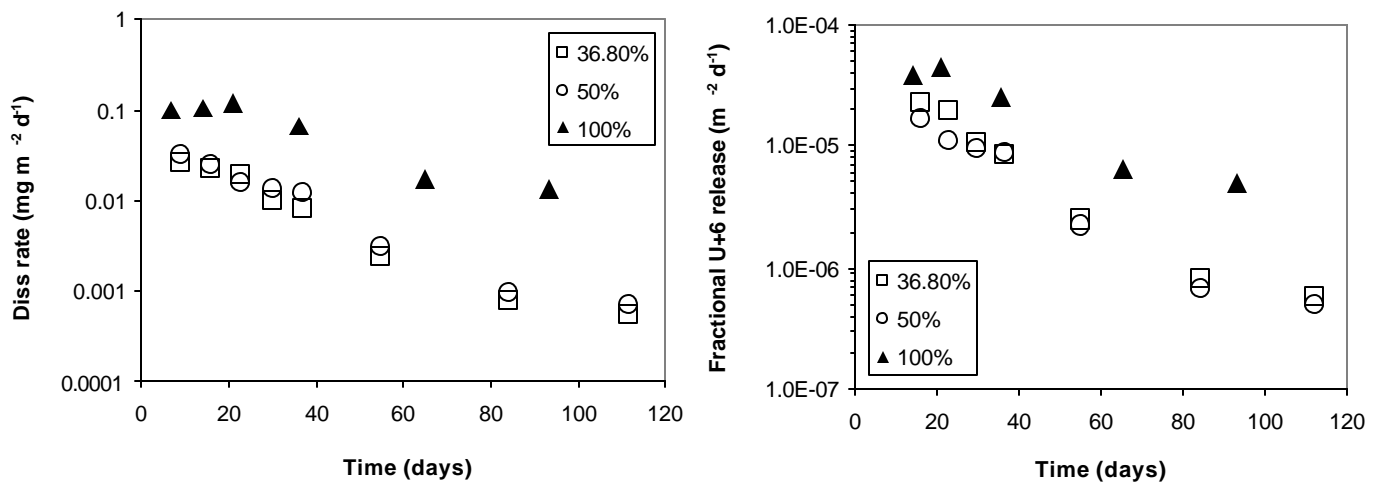 Diss rate (mg m -2 d-1)
1
0.1
0.01
0.001
0.0001
0 20 40 60 80 100 120
Time (days)
36.80%
50%
100%
Fractional U+6 release (m -2 d-1)
1.0E-04
1.0E-05
1.0E-06
1.0E-07
0 20 40 60 80 100 120
Time (days)
36.80%
50%
100%